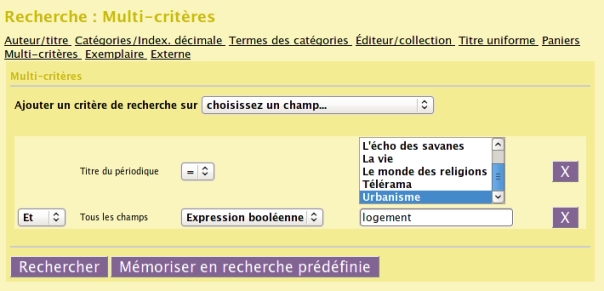 Recherche : Multi-critères
Auteur/titre Catégories/Index. décimale Termes des catégories Éditeur/collection Titre uniforme Paniers
Multi-critères Exemplaire Externe
Multi-critères
Ajouter un critère de recherche sur choisissez un champ...
L'écho des savanes
La vie
Titre du périodique = Le monde des religions X
Télérama
Urbanisme
Et Tous les champs Expression booléenne logement X
Rechercher Mémoriser en recherche prédéfinie